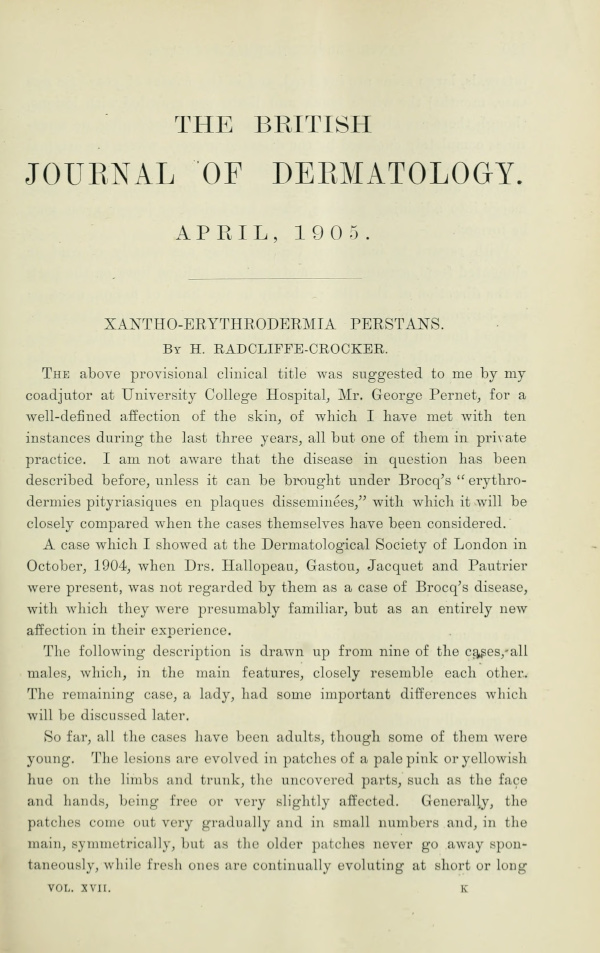 THE BRITISH
JOURNAL OF DERMATOLOGY.
APRIL, 1905.
XANTHO-ERYTHRODERMIA PERSTANS.
By H. RADCLIFFE-CROCKER.
The above provisional clinical title was suggested to me by my
coadjutor at University College Hospital, Mr. George Pernet, for a
well-defined affection of the skin, of which I have met with ten
instances during the last three years, all but one of them in private
practice. I am not aware that the disease in question has been
described before, unless it can be brought under Brocq's "erythro-
dermies pityriasiques en plaques disseminées," with which it will be
closely compared when the cases themselves have been considered.
A case which I showed at the Dermatological Society of London in
October, 1904, when Drs. Hallopeau, Gastou, Jacquet and Pautrier
were present, was not regarded by them as a case of Brocq's disease,
with which they were presumably familiar, but as an entirely new
affection in their experience.
The following description is drawn up from nine of the cases, all
males, which, in the main features, closely resemble each other.
The remaining case, a lady, had some important differences which
will be discussed later.
So far, all the cases have been adults, though some of them were
young. The lesions are evolved in patches of a pale pink or yellowish
hue on the limbs and trunk, the uncovered parts, such as the face
and hands, being free or very slightly affected. Generally, the
patches come out very gradually and in small numbers and, in the
main, symmetrically, but as the older patches never go away spon-
taneously, while fresh ones are continually evoluting at short or long
VOL. XVII. K